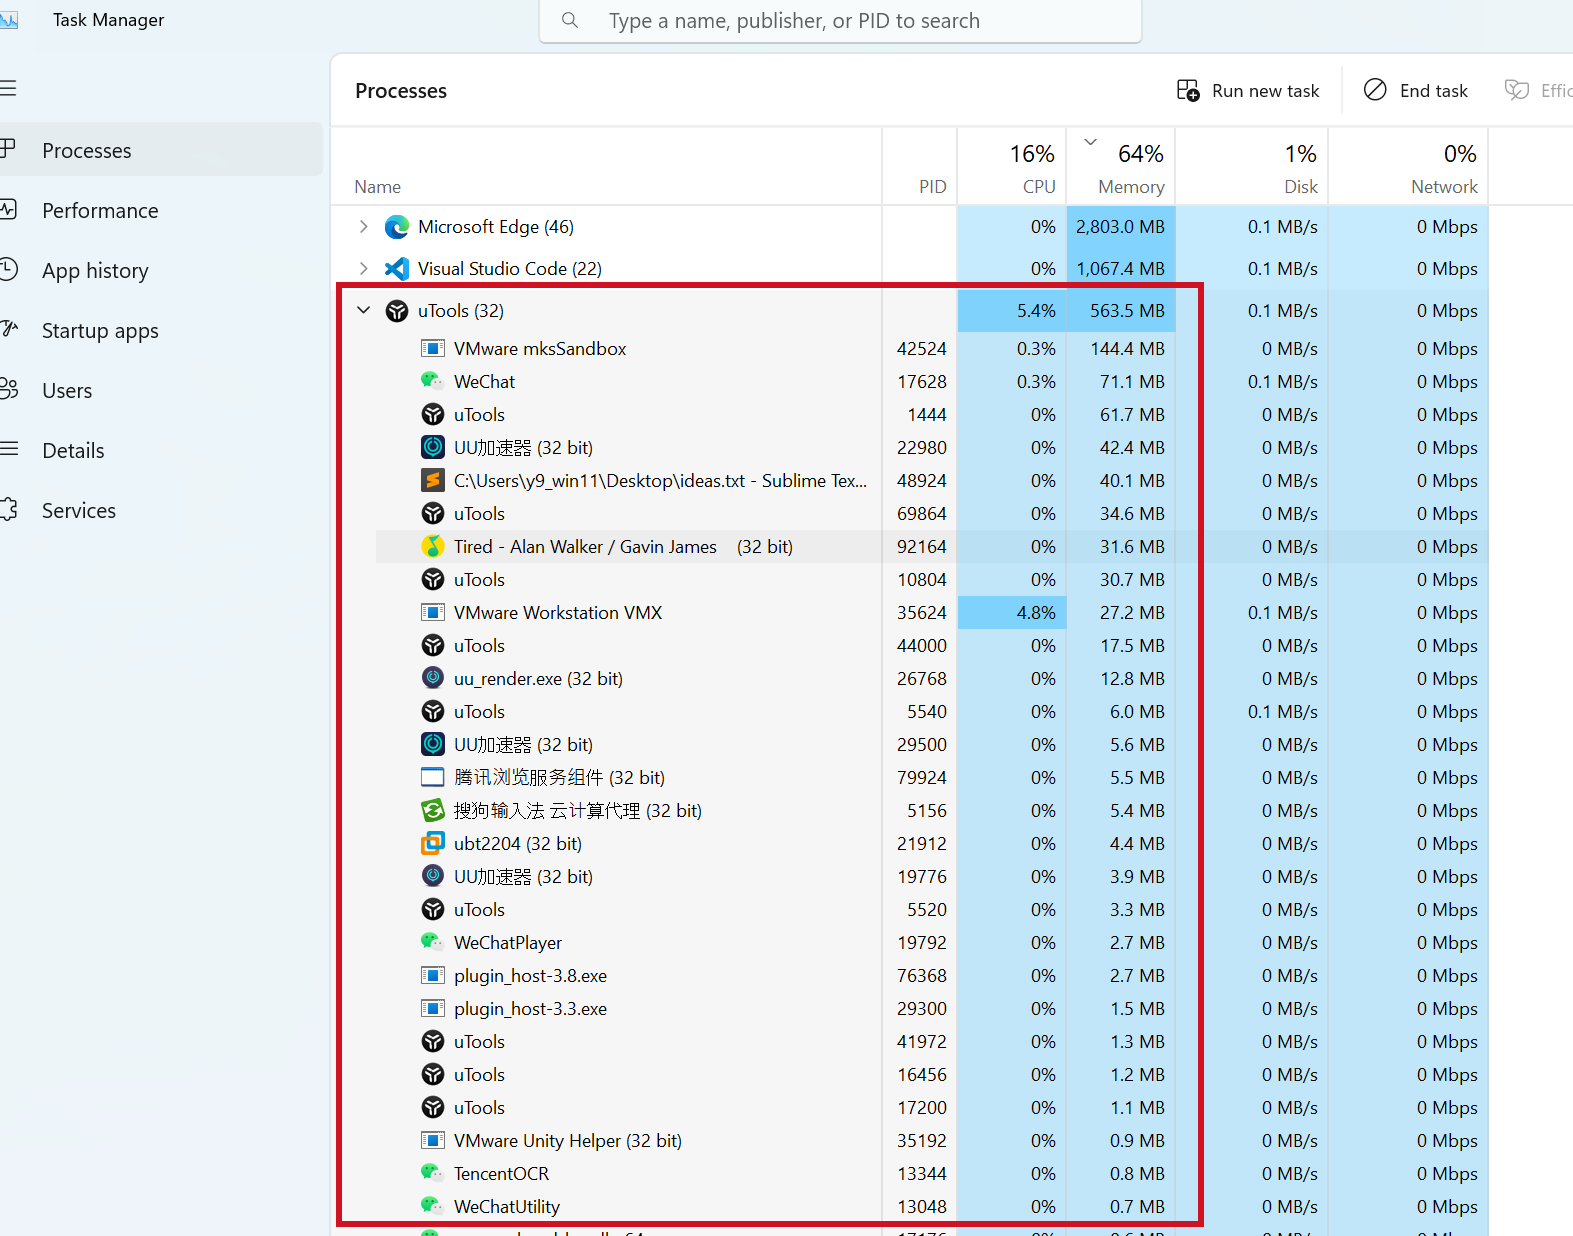 Task Manager
Type a name, publisher, or PID to search
Processes
Run new task
End task
Processes
Performance
App history
Startup apps
Users
Details
Services
16% 64% 1% 0%
Name PID CPU Memory Disk Network
Microsoft Edge (46) 0% 2,803.0 MB 0.1 MB/s 0 Mbps
Visual Studio Code (22) 0% 1,067.4 MB 0.1 MB/s 0 Mbps
uTools (32) 5.4% 563.5 MB 0.1 MB/s 0 Mbps
VMware mksSandbox 42524 0.3% 144.4 MB 0 MB/s 0 Mbps
WeChat 17628 0.3% 71.1 MB 0.1 MB/s 0 Mbps
uTools 1444 0% 61.7 MB 0 MB/s 0 Mbps
UU加速器 (32 bit) 22980 0% 42.4 MB 0 MB/s 0 Mbps
C:\Users\y9_win11\Desktop\ideas.txt - Sublime Tex... 48924 0% 40.1 MB 0 MB/s 0 Mbps
uTools 69864 0% 34.6 MB 0 MB/s 0 Mbps
Tired - Alan Walker / Gavin James (32 bit) 92164 0% 31.6 MB 0 MB/s 0 Mbps
uTools 10804 0% 30.7 MB 0 MB/s 0 Mbps
VMware Workstation VMX 35624 4.8% 27.2 MB 0.1 MB/s 0 Mbps
uTools 44000 0% 17.5 MB 0 MB/s 0 Mbps
uu_render.exe (32 bit) 26768 0% 12.8 MB 0 MB/s 0 Mbps
uTools 5540 0% 6.0 MB 0.1 MB/s 0 Mbps
UU加速器 (32 bit) 29500 0% 5.6 MB 0 MB/s 0 Mbps
腾讯浏览服务组件 (32 bit) 79924 0% 5.5 MB 0 MB/s 0 Mbps
搜狗输入法 云计算代理 (32 bit) 5156 0% 5.4 MB 0 MB/s 0 Mbps
ubt2204 (32 bit) 21912 0% 4.4 MB 0 MB/s 0 Mbps
UU加速器 (32 bit) 19776 0% 3.9 MB 0 MB/s 0 Mbps
uTools 5520 0% 3.3 MB 0 MB/s 0 Mbps
WeChatPlayer 19792 0% 2.7 MB 0 MB/s 0 Mbps
plugin_host-3.8.exe 76368 0% 2.7 MB 0 MB/s 0 Mbps
plugin_host-3.3.exe 29300 0% 1.5 MB 0 MB/s 0 Mbps
uTools 41972 0% 1.3 MB 0 MB/s 0 Mbps
uTools 16456 0% 1.2 MB 0 MB/s 0 Mbps
uTools 17200 0% 1.1 MB 0 MB/s 0 Mbps
VMware Unity Helper (32 bit) 35192 0% 0.9 MB 0 MB/s 0 Mbps
TencentOCR 13344 0% 0.8 MB 0 MB/s 0 Mbps
WeChatUtility 13048 0% 0.7 MB 0 MB/s 0 Mbps